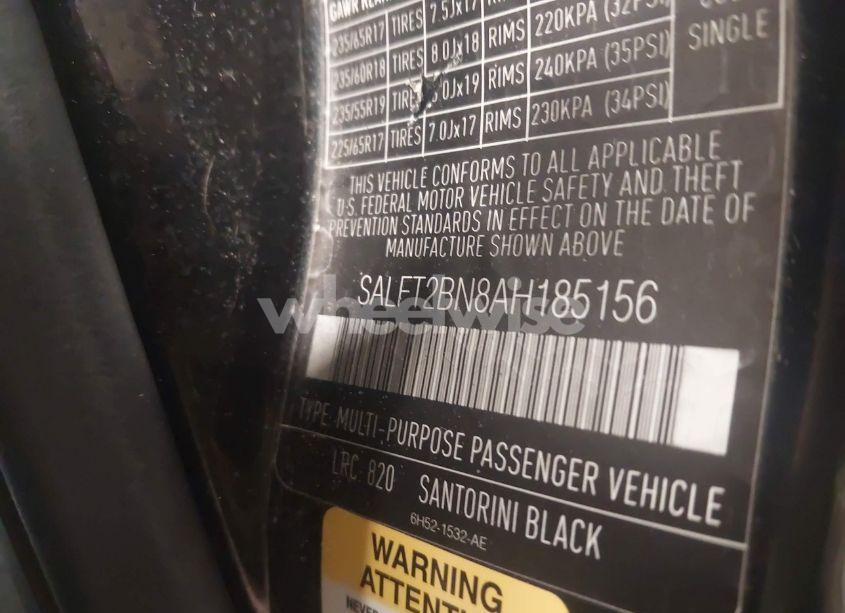 GAWR REAR
235/65R17 TIRES 7.5Jx17 RIMS
235/60R18 TIRES 8.0Jx18 RIMS 220KPA (32PSI)
235/55R19 TIRES 8.0Jx19 RIMS 240KPA (35PSI)
225/65R17 TIRES 7.0Jx17 RIMS 230KPA (34PSI)
SINGLE
THIS VEHICLE CONFORMS TO ALL APPLICABLE
U.S. FEDERAL MOTOR VEHICLE SAFETY AND THEFT
PREVENTION STANDARDS IN EFFECT ON THE DATE OF
MANUFACTURE SHOWN ABOVE
SALFT2BN8AH185156
wheelwise
TYPE: MULTI-PURPOSE PASSENGER VEHICLE
LRC 820 SANTORINI BLACK
6H52-1532-AE
WARNING